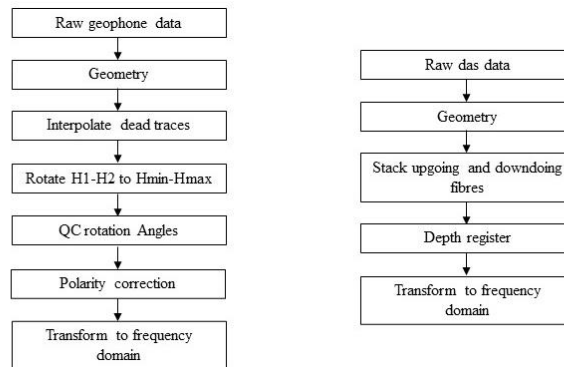 Raw geophone data
Geometry
Interpolate dead traces
Rotate H1-H2 to Hmin-Hmax
QC rotation Angles
Polarity correction
Transform to frequency
domain
Raw das data
Geometry
Stack upgoing and downdoing
fibres
Depth register
Transform to frequency
domain